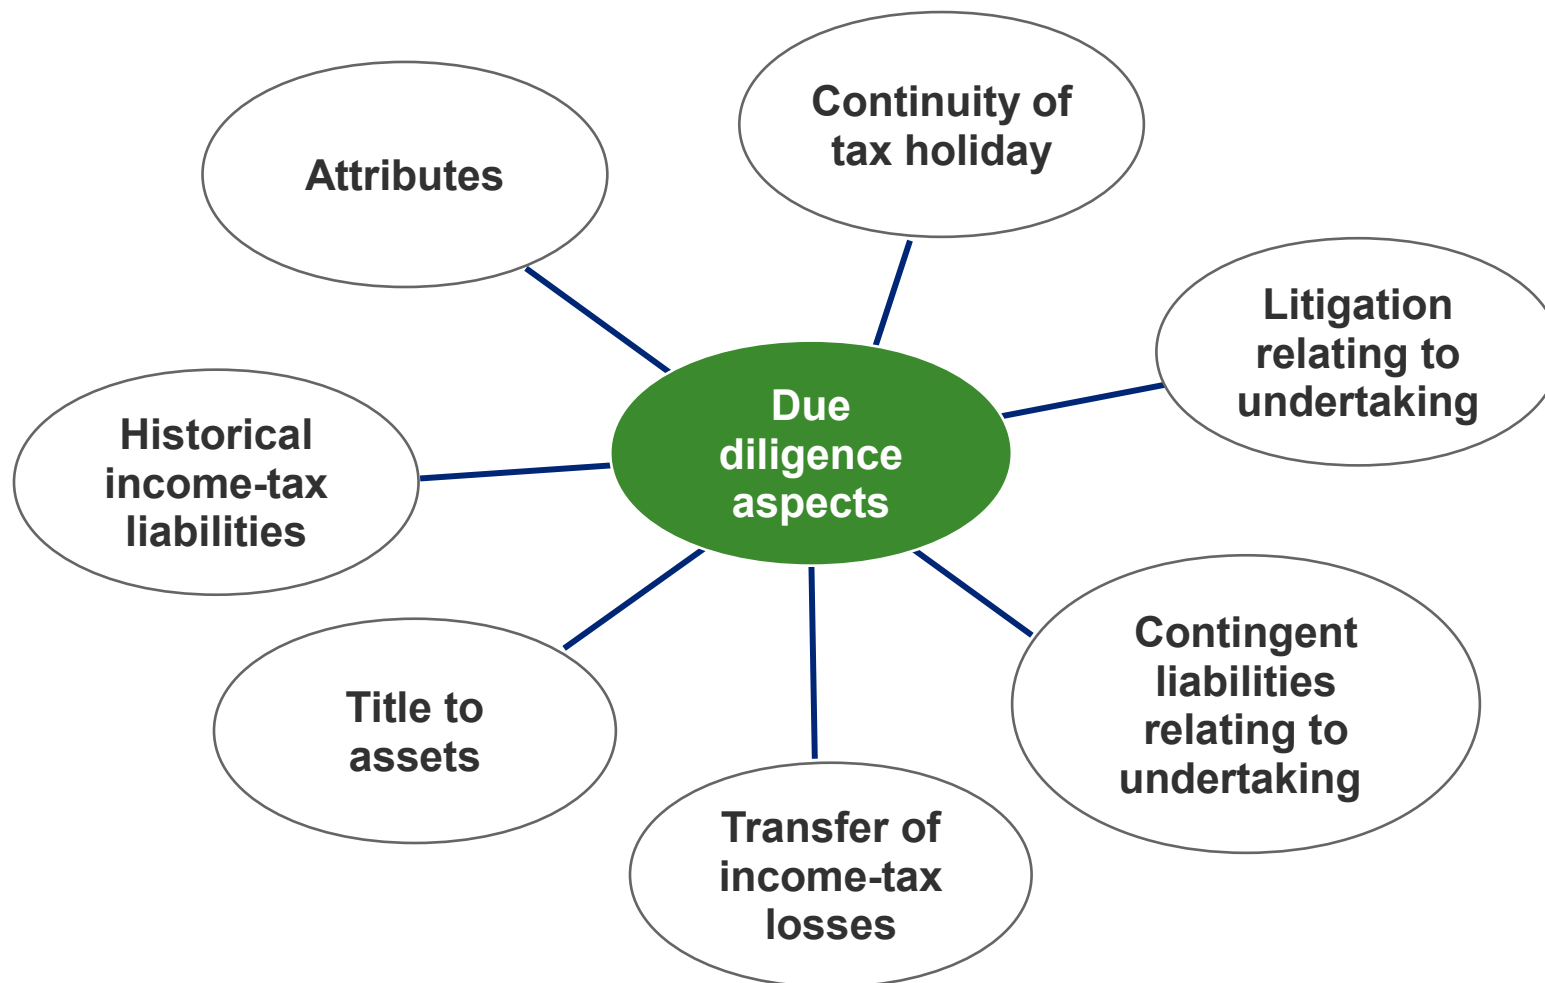 Continuity of
tax holiday
Attributes
Litigation
relating to
undertaking
Due
diligence
aspects
Historical
income-tax
liabilities
Contingent
liabilities
relating to
undertaking
Title to
assets
Transfer of
income-tax
losses